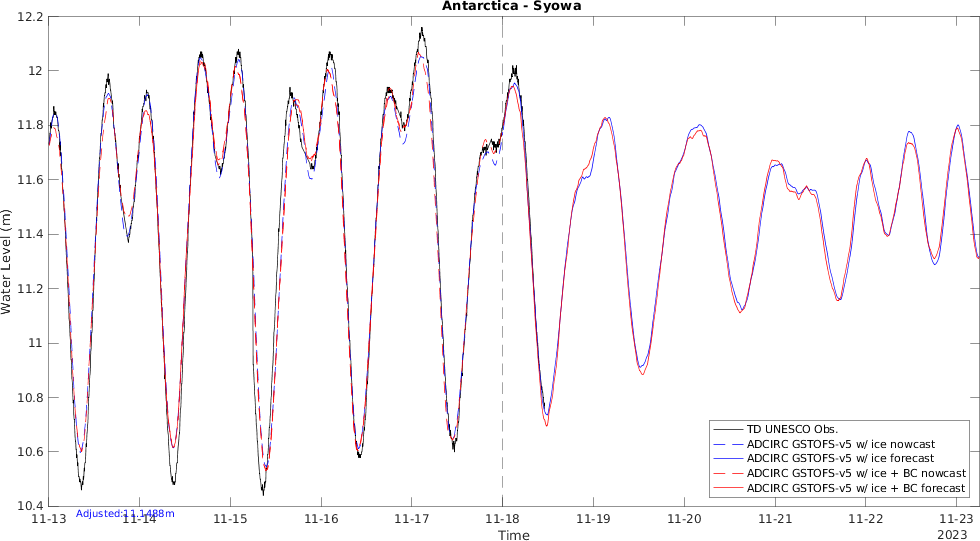 Antarctica - Syowa
12.2
12
11.8
11.6
11.4
11.2
11
10.8
10.6
10.4
Water Level (m)
TD UNESCO Obs.
ADCIRC GSTOFS-v5 w/ ice nowcast
ADCIRC GSTOFS-v5 w/ ice forecast
ADCIRC GSTOFS-v5 w/ ice + BC nowcast
ADCIRC GSTOFS-v5 w/ ice + BC forecast
Adjusted:11.1488m
11-13 11-14 11-15 11-16 11-17 11-18 11-19 11-20 11-21 11-22 11-23
Time
2023